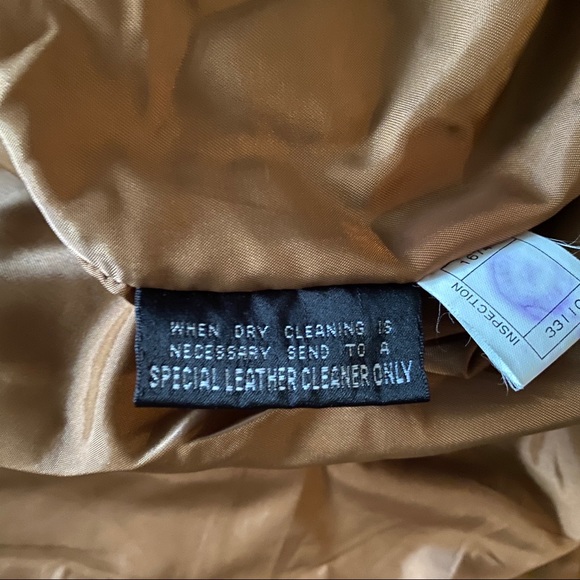 WHEN DRY CLEANING IS
NECESSARY SEND TO A
SPECIAL LEATHER CLEANER ONLY
INSPECTION